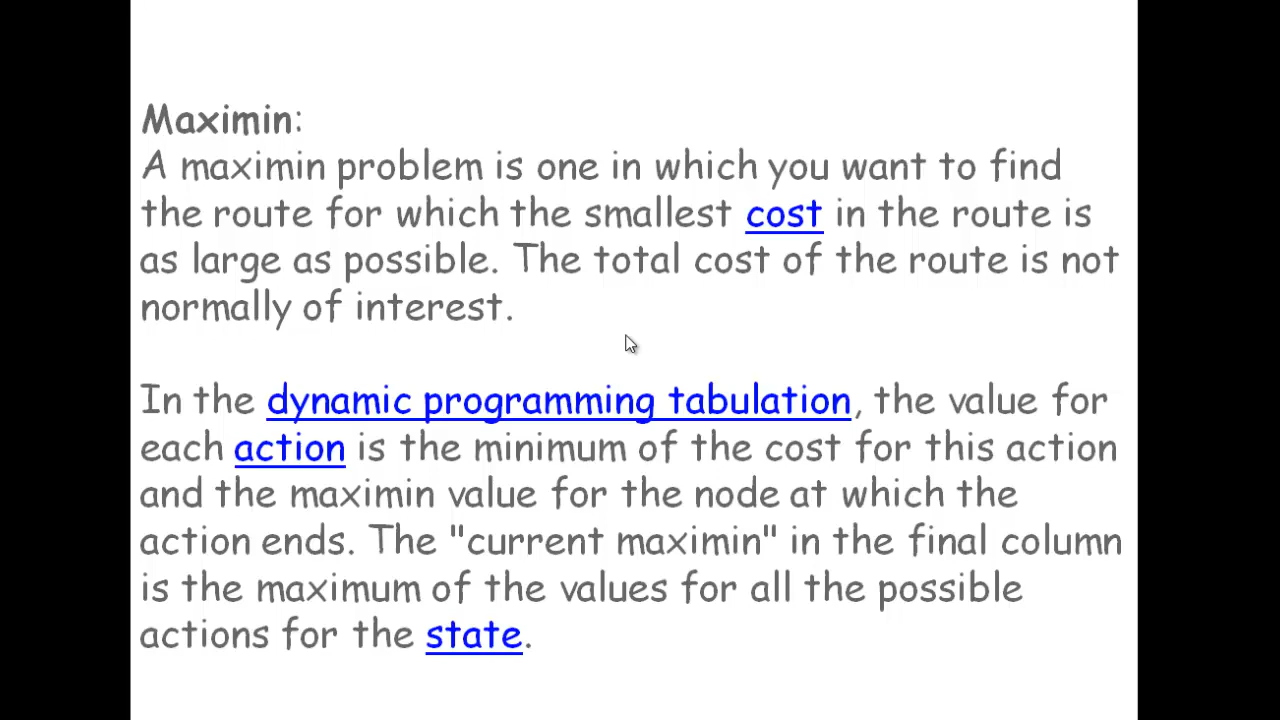 Maximin:
A maximin problem is one in which you want to find
the route for which the smallest cost in the route is
as large as possible. The total cost of the route is not
normally of interest.
In the dynamic programming tabulation, the value for
each action is the minimum of the cost for this action
and the maximin value for the node at which the
action ends. The "current maximin" in the final column
is the maximum of the values for all the possible
actions for the state.